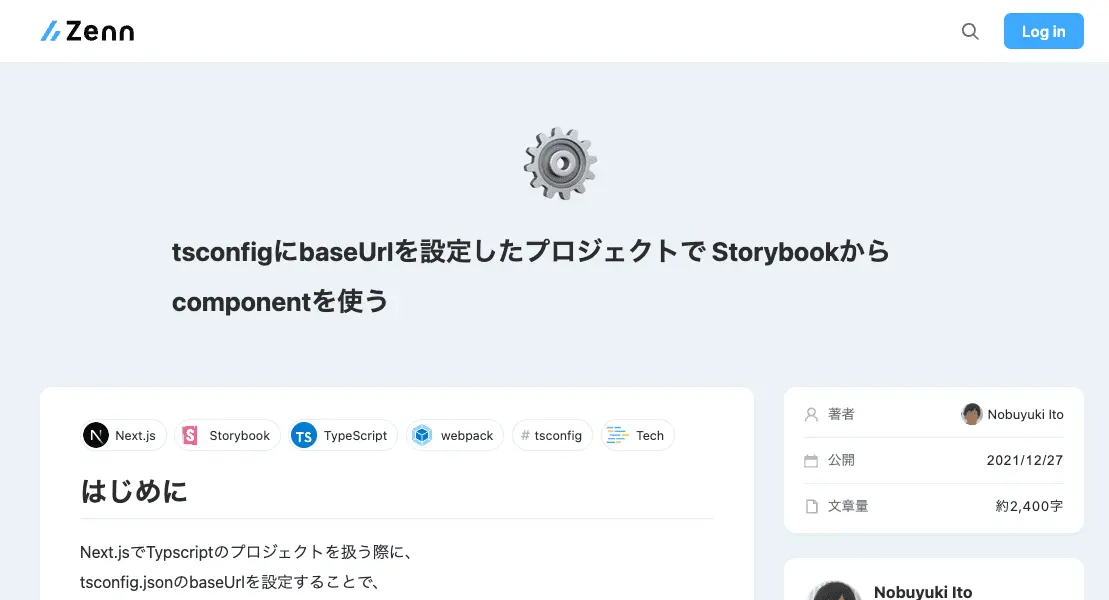 Zenn
Log in
tsconfigにbaseUrlを設定したプロジェクトで Storybookから
componentを使う
Next.js
Storybook
TypeScript
webpack
# tsconfig
Tech
はじめに
Next.jsでTypscriptのプロジェクトを扱う際に、
tsconfig.jsonのbaseUrlを設定することで、
著者
Nobuyuki Ito
公開
2021/12/27
文章量
約2,400字
Nobuyuki Ito